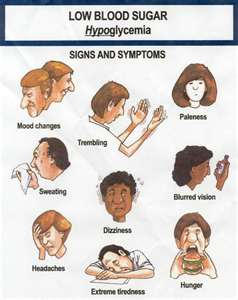 LOW BLOOD SUGAR
Hypoglycemia
SIGNS AND SYMPTOMS
Mood changes
Trembling
Paleness
Sweating
Dizziness
Blurred vision
Headaches
Extreme tiredness
Hunger